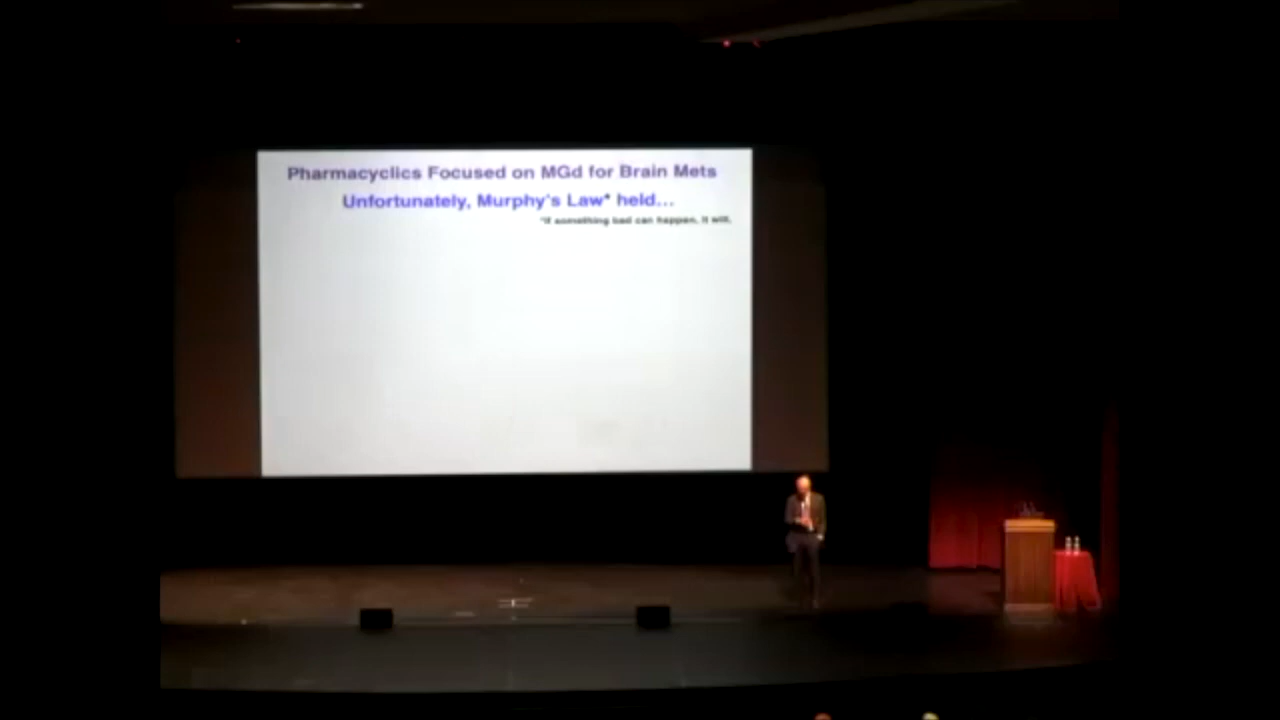 Pharmacyclics Focused on MGd for Brain Mets
Unfortunately, Murphy's Law* held...
*If something bad can happen, it will.